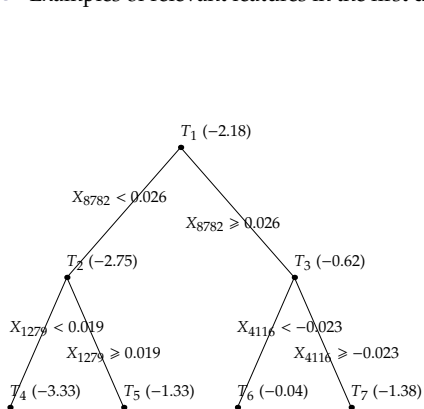 T1 (−2.18)
X8782 < 0.026
X8782 ⩾ 0.026
T2 (−2.75)
T3 (−0.62)
X1279 < 0.019
X4116 < −0.023
X1279 ⩾ 0.019
X4116 ⩾ −0.023
T4 (−3.33)
T5 (−1.33)
T6 (−0.04)
T7 (−1.38)